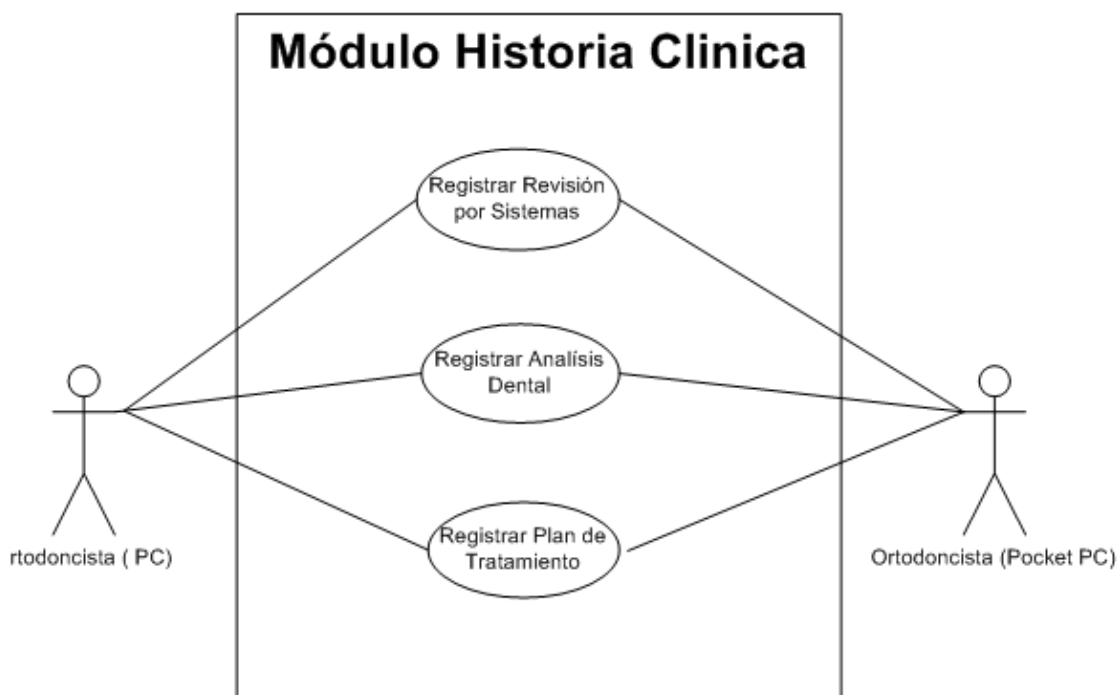 Módulo Historia Clinica
Registrar Revisión
por Sistemas
Registrar Analísis
Dental
Registrar Plan de
Tratamiento
rtodoncista ( PC)
Ortodoncista (Pocket PC)